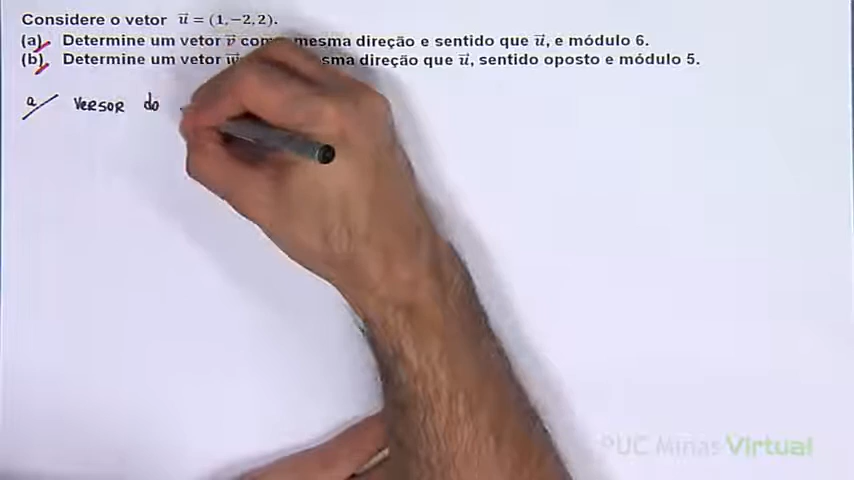 Considere o vetor u⃗ = (1,−2,2).
(a) Determine um vetor v⃗ com mesma direção e sentido que u⃗, e módulo 6.
(b) Determine um vetor direção que u⃗, sentido oposto e módulo 5.
a VERSOR do
PUC Minas Virtual